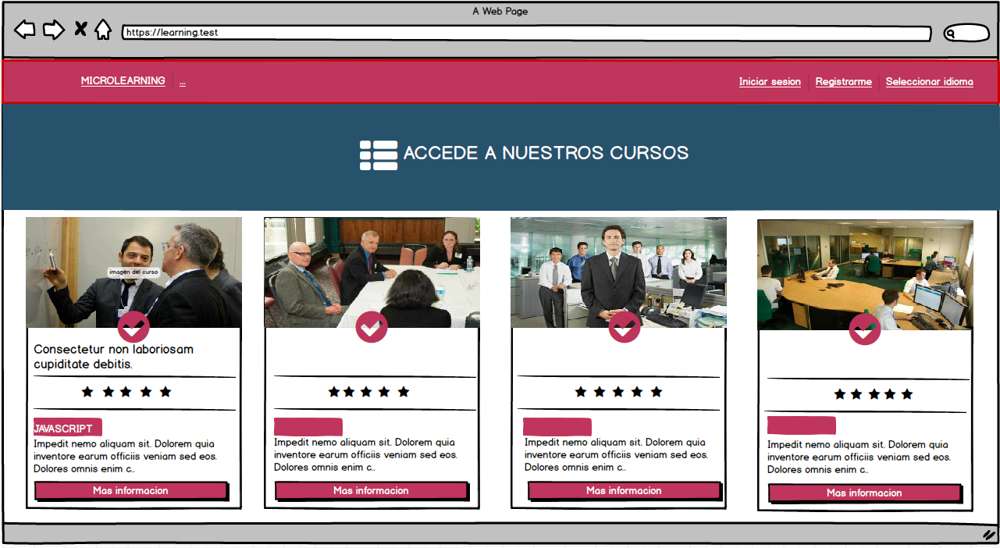 A Web Page
https://learning.test
MICROLEARNING
...
Iniciar sesion
Registrarme
Seleccionar idioma
ACCEDE A NUESTROS CURSOS
imagen del curso
Consectetur non laboriosam
cupiditate debitis.
JAVASCRIPT
Impedit nemo aliquam sit. Dolorem quia
inventore earum officiis veniam sed eos.
Dolores omnis enim c..
Mas informacion
Impedit nemo aliquam sit. Dolorem quia
inventore earum officiis veniam sed eos.
Dolores omnis enim c..
Mas informacion
Impedit nemo aliquam sit. Dolorem quia
inventore earum officiis veniam sed eos.
Dolores omnis enim c..
Mas informacion
Impedit nemo aliquam sit. Dolorem quia
inventore earum officiis veniam sed eos.
Dolores omnis enim c..
Mas informacion